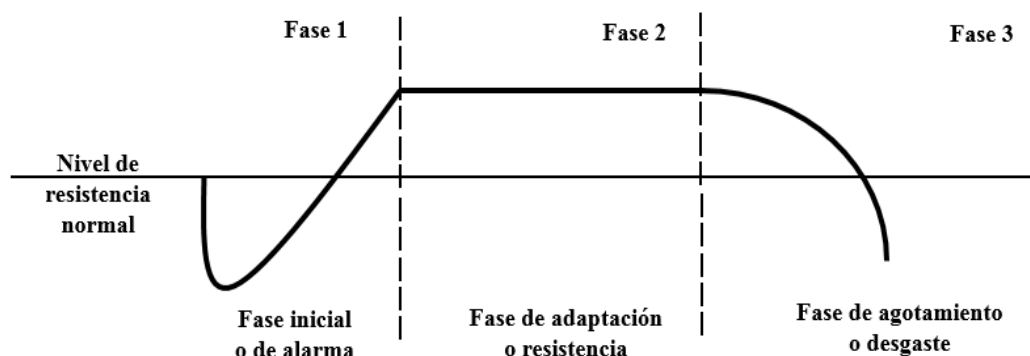 Fase 1
Fase 2
Fase 3
Nivel de
resistencia
normal
Fase inicial
o de alarma
Fase de adaptación
o resistencia
Fase de agotamiento
o desgaste